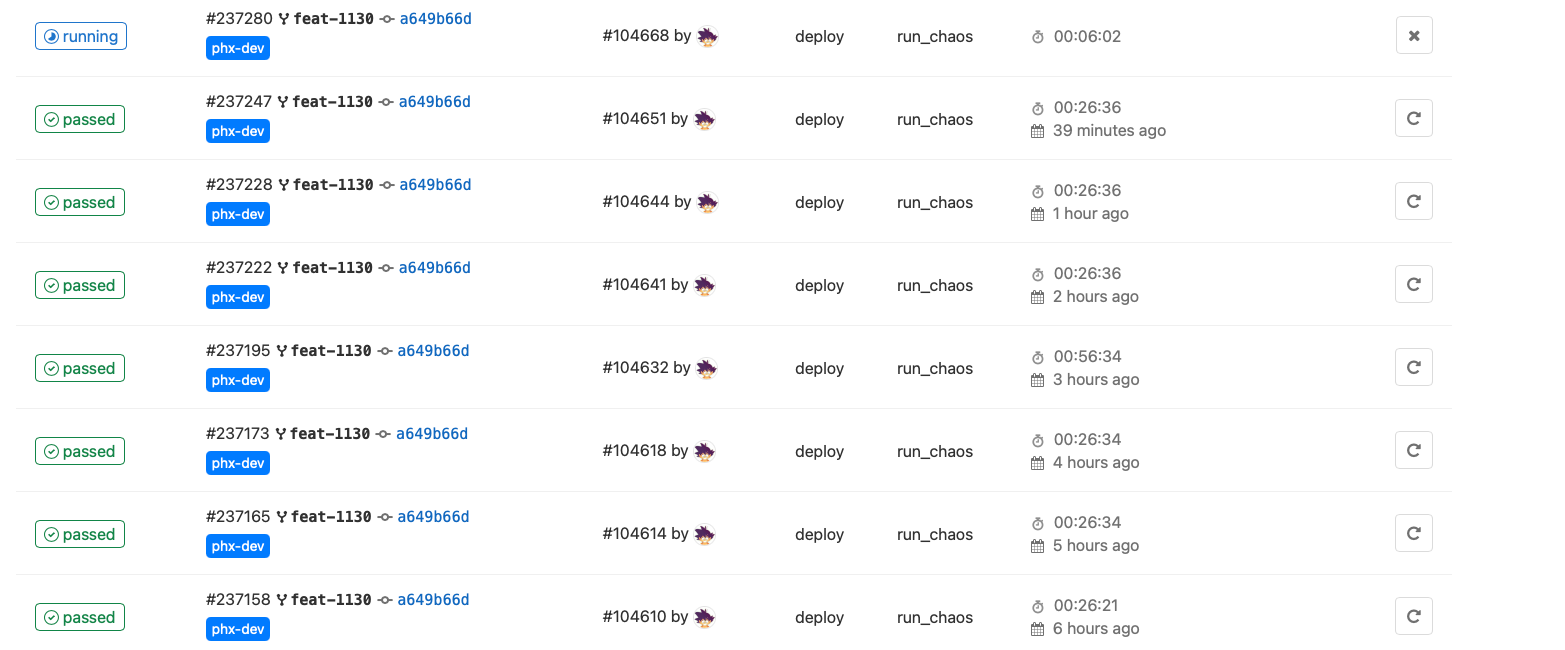 running #237280 feat-1130 a649b66d #104668 by deploy run_chaos 00:06:02
phx-dev
passed #237247 feat-1130 a649b66d #104651 by deploy run_chaos 00:26:36
phx-dev 39 minutes ago
passed #237228 feat-1130 a649b66d #104644 by deploy run_chaos 00:26:36
phx-dev 1 hour ago
passed #237222 feat-1130 a649b66d #104641 by deploy run_chaos 00:26:36
phx-dev 2 hours ago
passed #237195 feat-1130 a649b66d #104632 by deploy run_chaos 00:56:34
phx-dev 3 hours ago
passed #237173 feat-1130 a649b66d #104618 by deploy run_chaos 00:26:34
phx-dev 4 hours ago
passed #237165 feat-1130 a649b66d #104614 by deploy run_chaos 00:26:34
phx-dev 5 hours ago
passed #237158 feat-1130 a649b66d #104610 by deploy run_chaos 00:26:21
phx-dev 6 hours ago